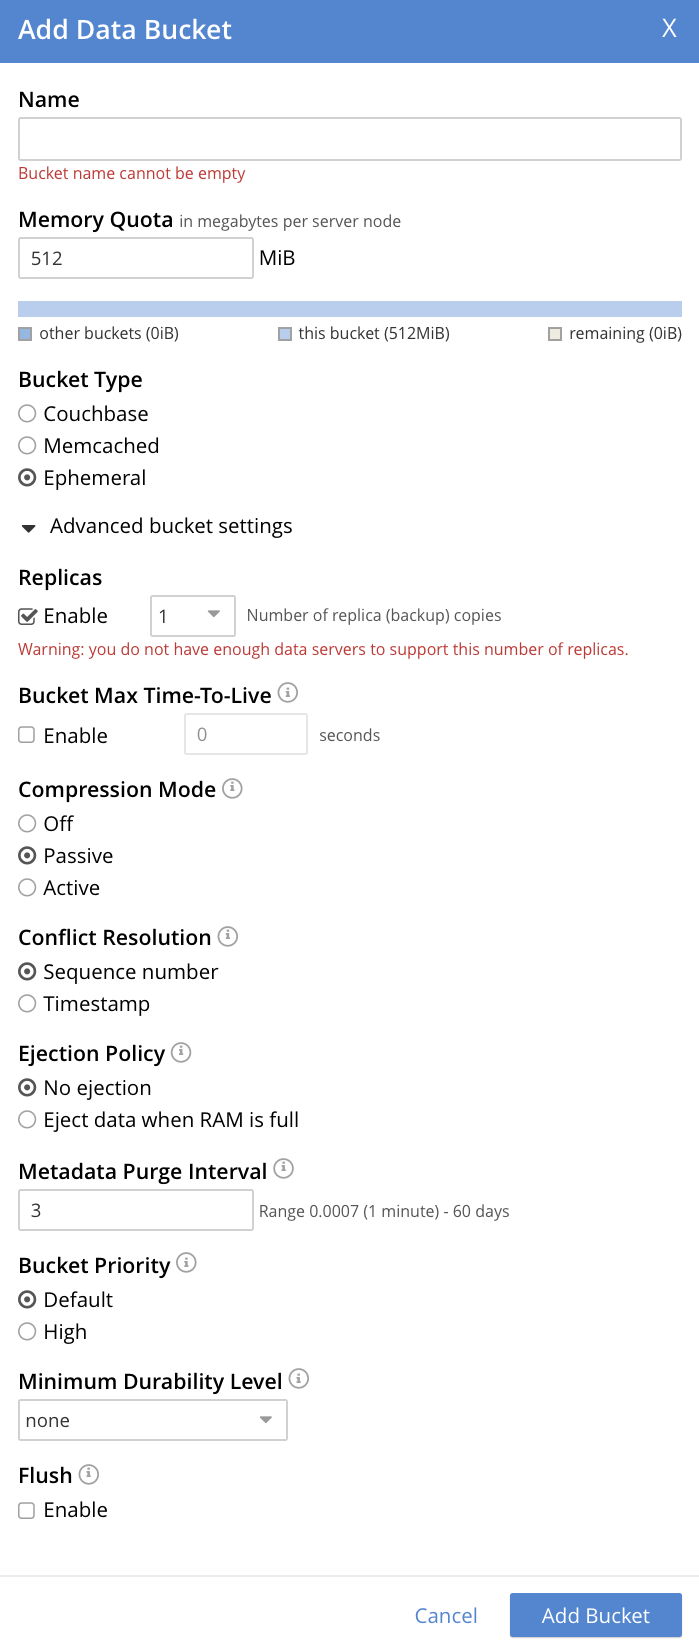 Add Data Bucket X
Name
Bucket name cannot be empty
Memory Quota in megabytes per server node
512 MiB
other buckets (0iB) this bucket (512MiB) remaining (0iB)
Bucket Type
Couchbase
Memcached
Ephemeral
Advanced bucket settings
Replicas
Enable 1 Number of replica (backup) copies
Warning: you do not have enough data servers to support this number of replicas.
Bucket Max Time-To-Live
Enable 0 seconds
Compression Mode
Off
Passive
Active
Conflict Resolution
Sequence number
Timestamp
Ejection Policy
No ejection
Eject data when RAM is full
Metadata Purge Interval
3 Range 0.0007 (1 minute) - 60 days
Bucket Priority
Default
High
Minimum Durability Level
none
Flush
Enable
Cancel Add Bucket